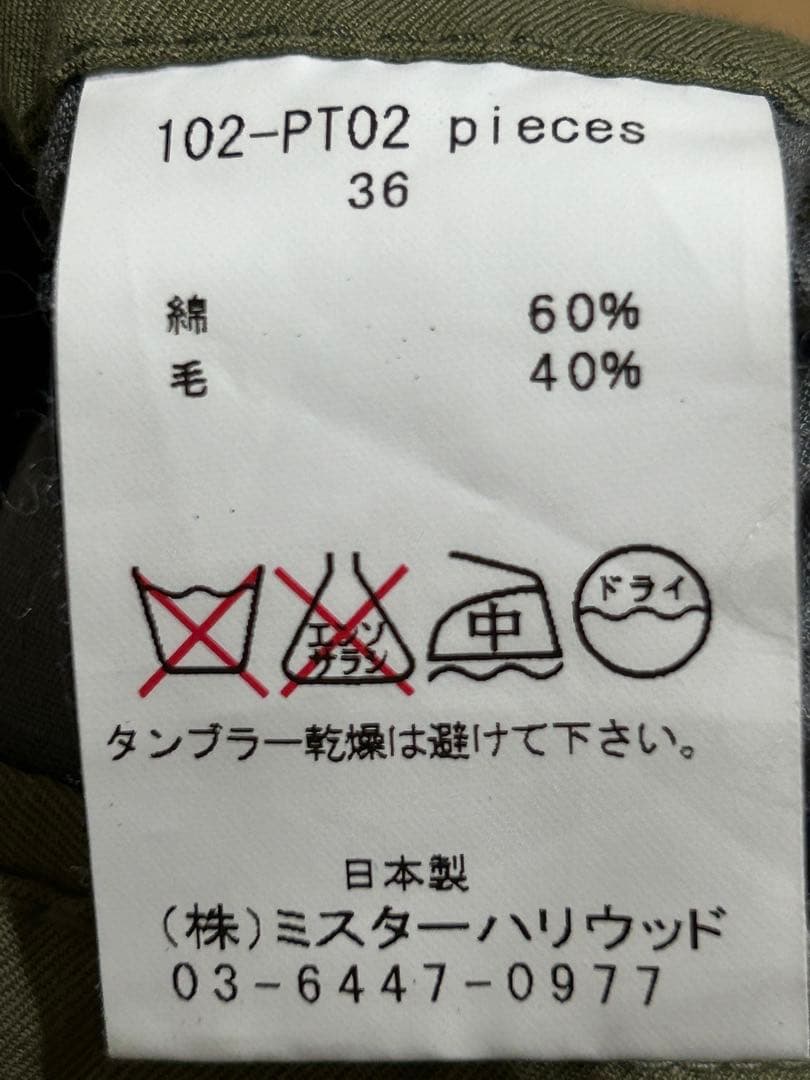 102-PT02 pieces
36
綿 60%
毛 40%
エンソ
サラシ
中
ドライ
タンブラー乾燥は避けて下さい。
日本製
(株)ミスターハリウッド
03-6447-0977